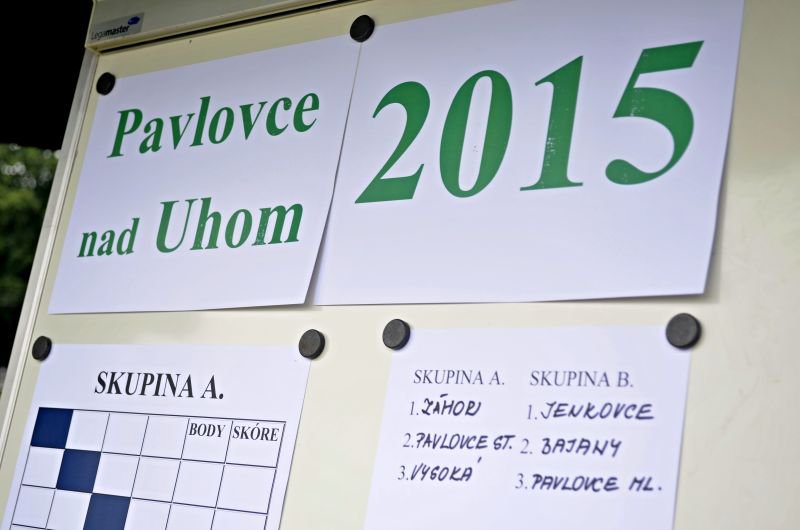 Legamaster
Pavlovce
nad Uhom
2015
SKUPINA A.
BODY SKÓRE
SKUPINA A.
1. ZÁHOR
2. PAVLOVCE ST.
3. VYSOKÁ
SKUPINA B.
1. JENKOVCE
2. BAJANY
3. PAVLOVCE ML.